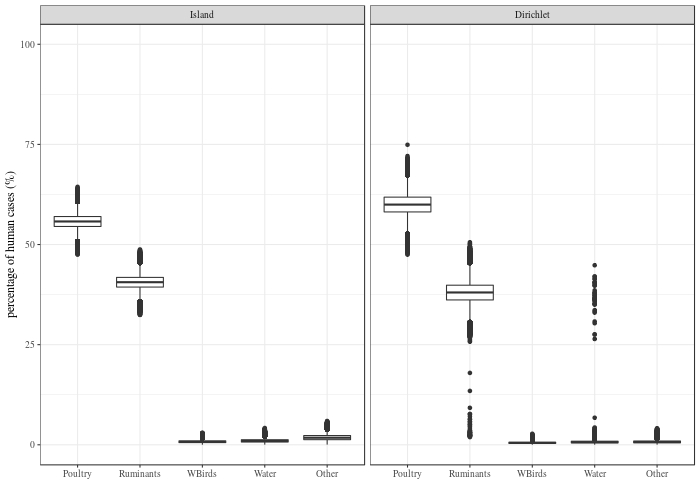 Island
Dirichlet
percentage of human cases (%)
100
75
50
25
0
Poultry Ruminants WBirds Water Other
Poultry Ruminants WBirds Water Other